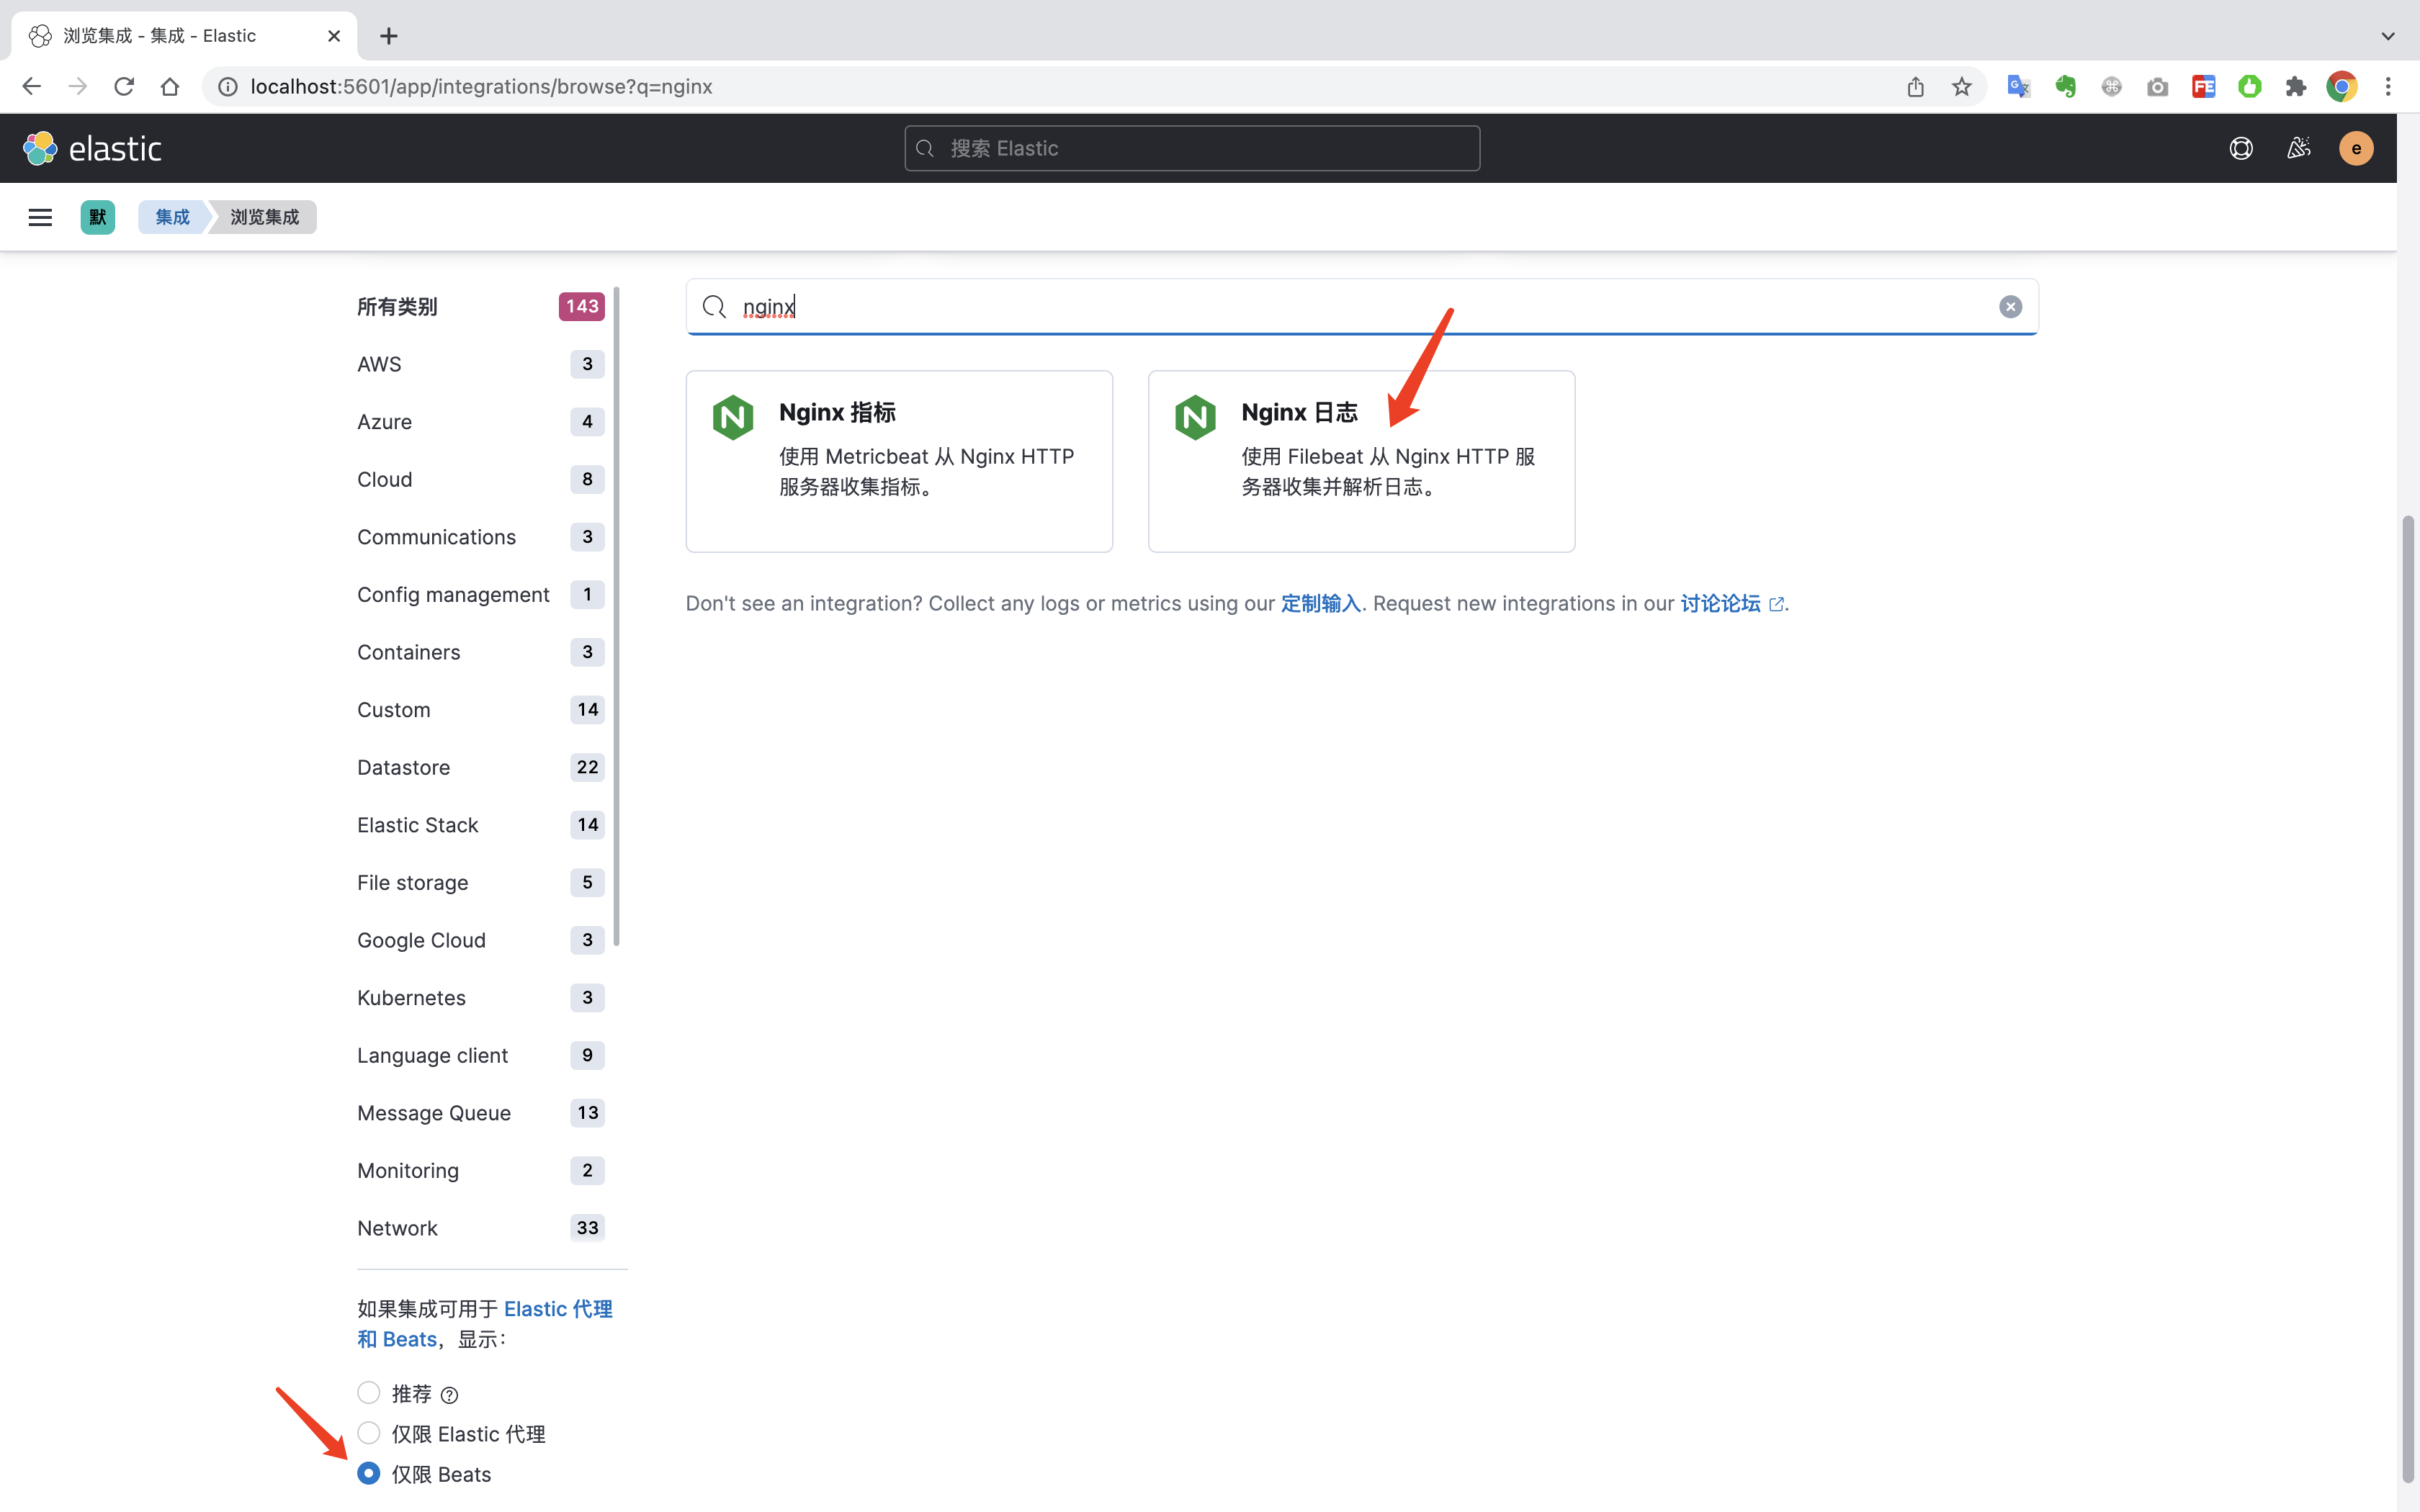 浏览集成 - 集成 - Elastic
localhost:5601/app/integrations/browse?q=nginx
elastic
搜索 Elastic
e
默
集成
浏览集成
所有类别 143
AWS 3
Azure 4
Cloud 8
Communications 3
Config management 1
Containers 3
Custom 14
Datastore 22
Elastic Stack 14
File storage 5
Google Cloud 3
Kubernetes 3
Language client 9
Message Queue 13
Monitoring 2
Network 33
如果集成可用于 Elastic 代理
和 Beats，显示：
推荐
仅限 Elastic 代理
仅限 Beats
nginx
Nginx 指标
使用 Metricbeat 从 Nginx HTTP
服务器收集指标。
Nginx 日志
使用 Filebeat 从 Nginx HTTP 服
务器收集并解析日志。
Don't see an integration? Collect any logs or metrics using our 定制输入. Request new integrations in our 讨论论坛.